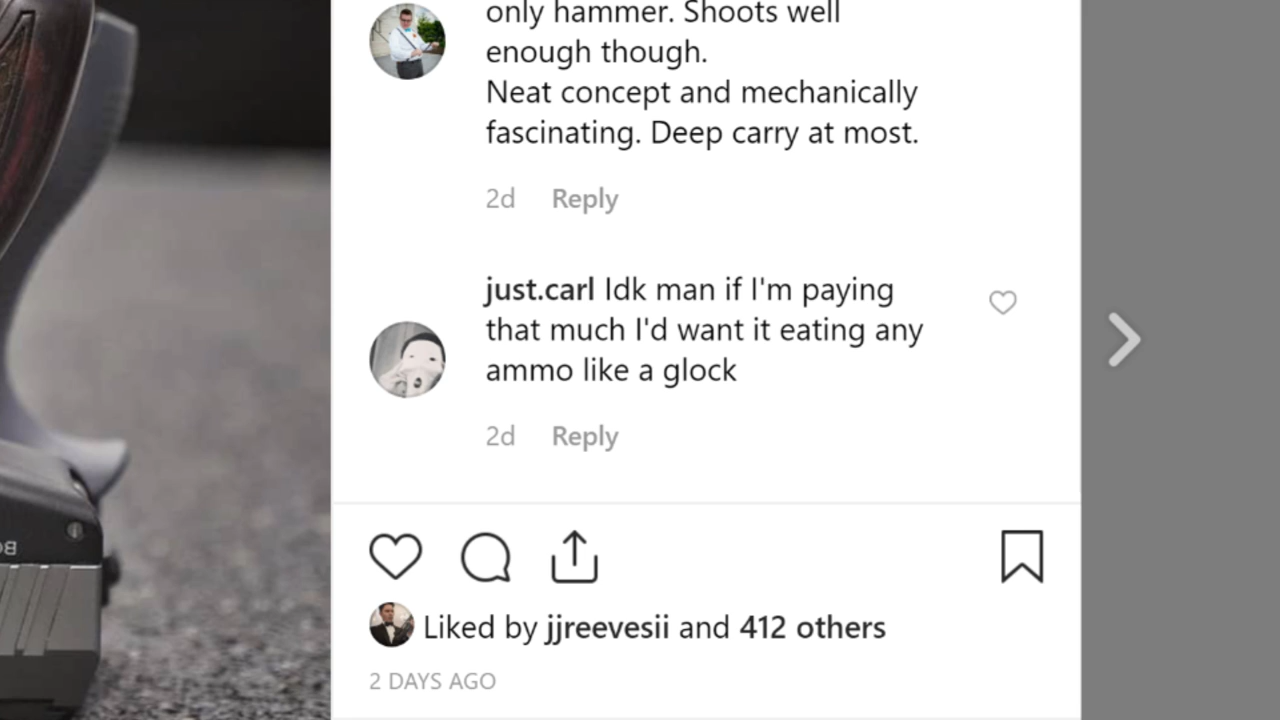 only hammer. Shoots well
enough though.
Neat concept and mechanically
fascinating. Deep carry at most.
2d Reply
just.carl Idk man if I'm paying
that much I'd want it eating any
ammo like a glock
2d Reply
Liked by jjreevesii and 412 others
2 DAYS AGO